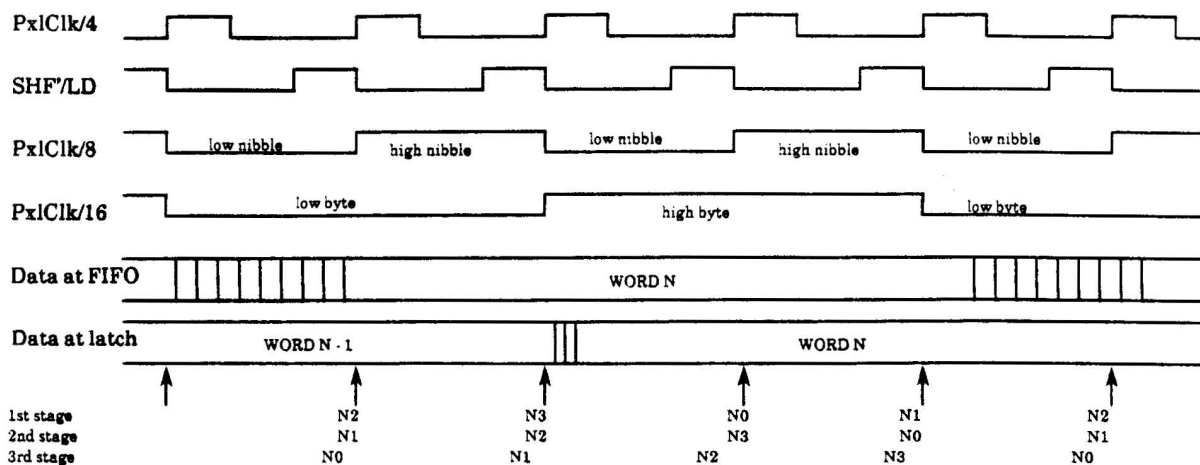 PxlClk/4
SHF'/LD
PxlClk/8 low nibble high nibble low nibble high nibble low nibble
PxlClk/16 low byte high byte low byte
Data at FIFO WORD N
Data at latch WORD N - 1 WORD N
1st stage N2 N3 N0 N1 N2
2nd stage N1 N2 N3 N0 N1
3rd stage N0 N1 N2 N3 N0